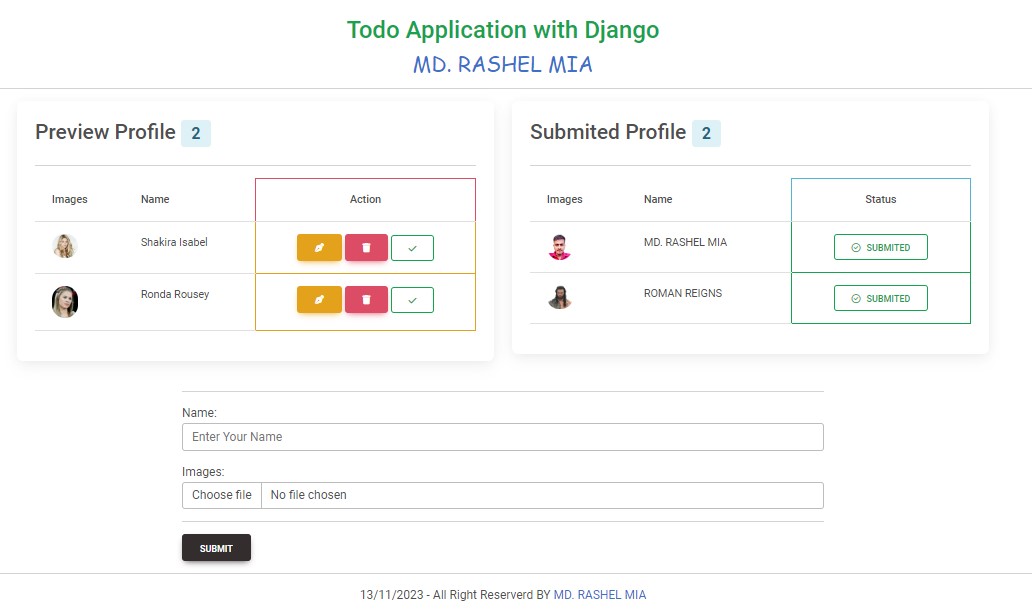 Todo Application with Django
MD. RASHEL MIA
Preview Profile 2
Images Name Action
Shakira Isabel
Ronda Rousey
Submited Profile 2
Images Name Status
MD. RASHEL MIA SUBMITED
ROMAN REIGNS SUBMITED
Name:
Enter Your Name
Images:
Choose file No file chosen
SUBMIT
13/11/2023 - All Right Reserverd BY MD. RASHEL MIA